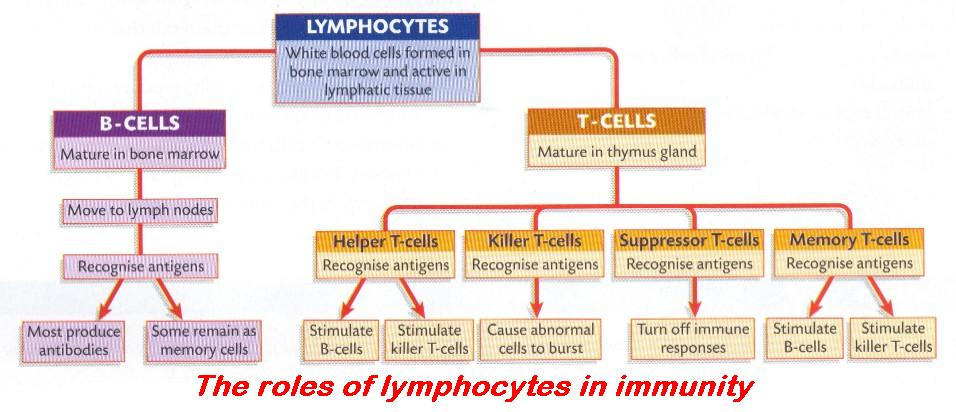 LYMPHOCYTES
White blood cells formed in
bone marrow and active in
lymphatic tissue
B-CELLS
Mature in bone marrow
Move to lymph nodes
Recognise antigens
Most produce
antibodies
Some remain as
memory cells
T-CELLS
Mature in thymus gland
Helper T-cells
Recognise antigens
Stimulate
B-cells
Stimulate
killer T-cells
Killer T-cells
Recognise antigens
Cause abnormal
cells to burst
Suppressor T-cells
Recognise antigens
Turn off immune
responses
Memory T-cells
Recognise antigens
Stimulate
B-cells
Stimulate
killer T-cells
The roles of lymphocytes in immunity